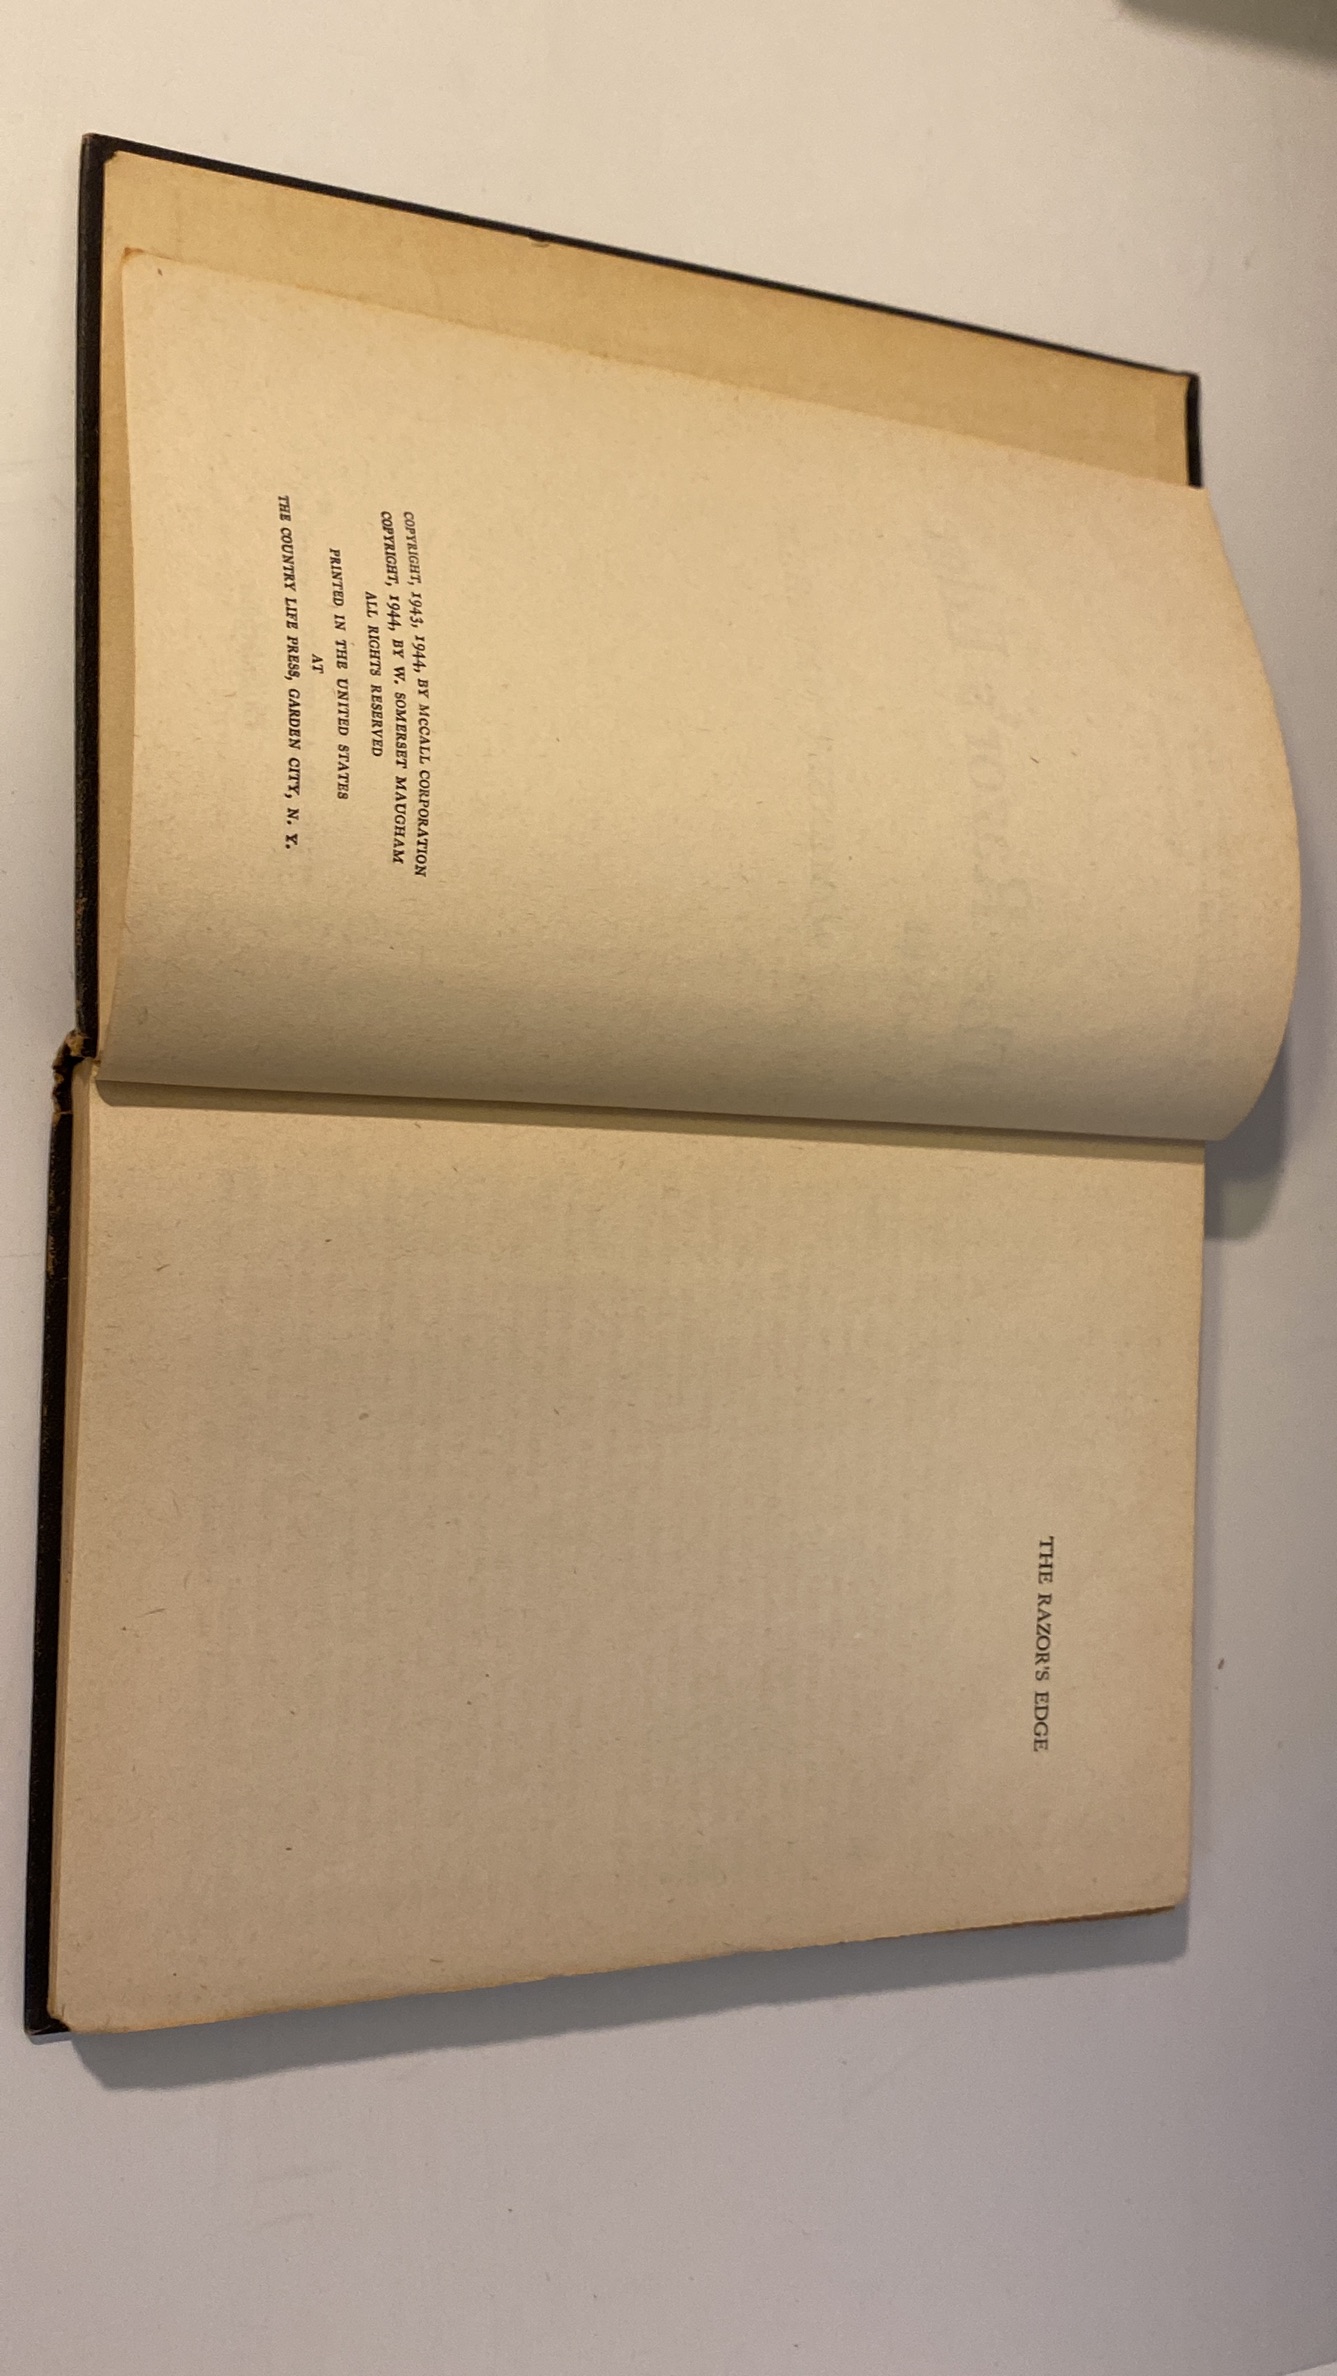 COPYRIGHT, 1943, 1944, BY MCCALL CORPORATION
COPYRIGHT, 1944, BY W. SOMERSET MAUGHAM
ALL RIGHTS RESERVED
PRINTED IN THE UNITED STATES
AT
THE COUNTRY LIFE PRESS, GARDEN CITY, N. Y.
THE RAZOR'S EDGE